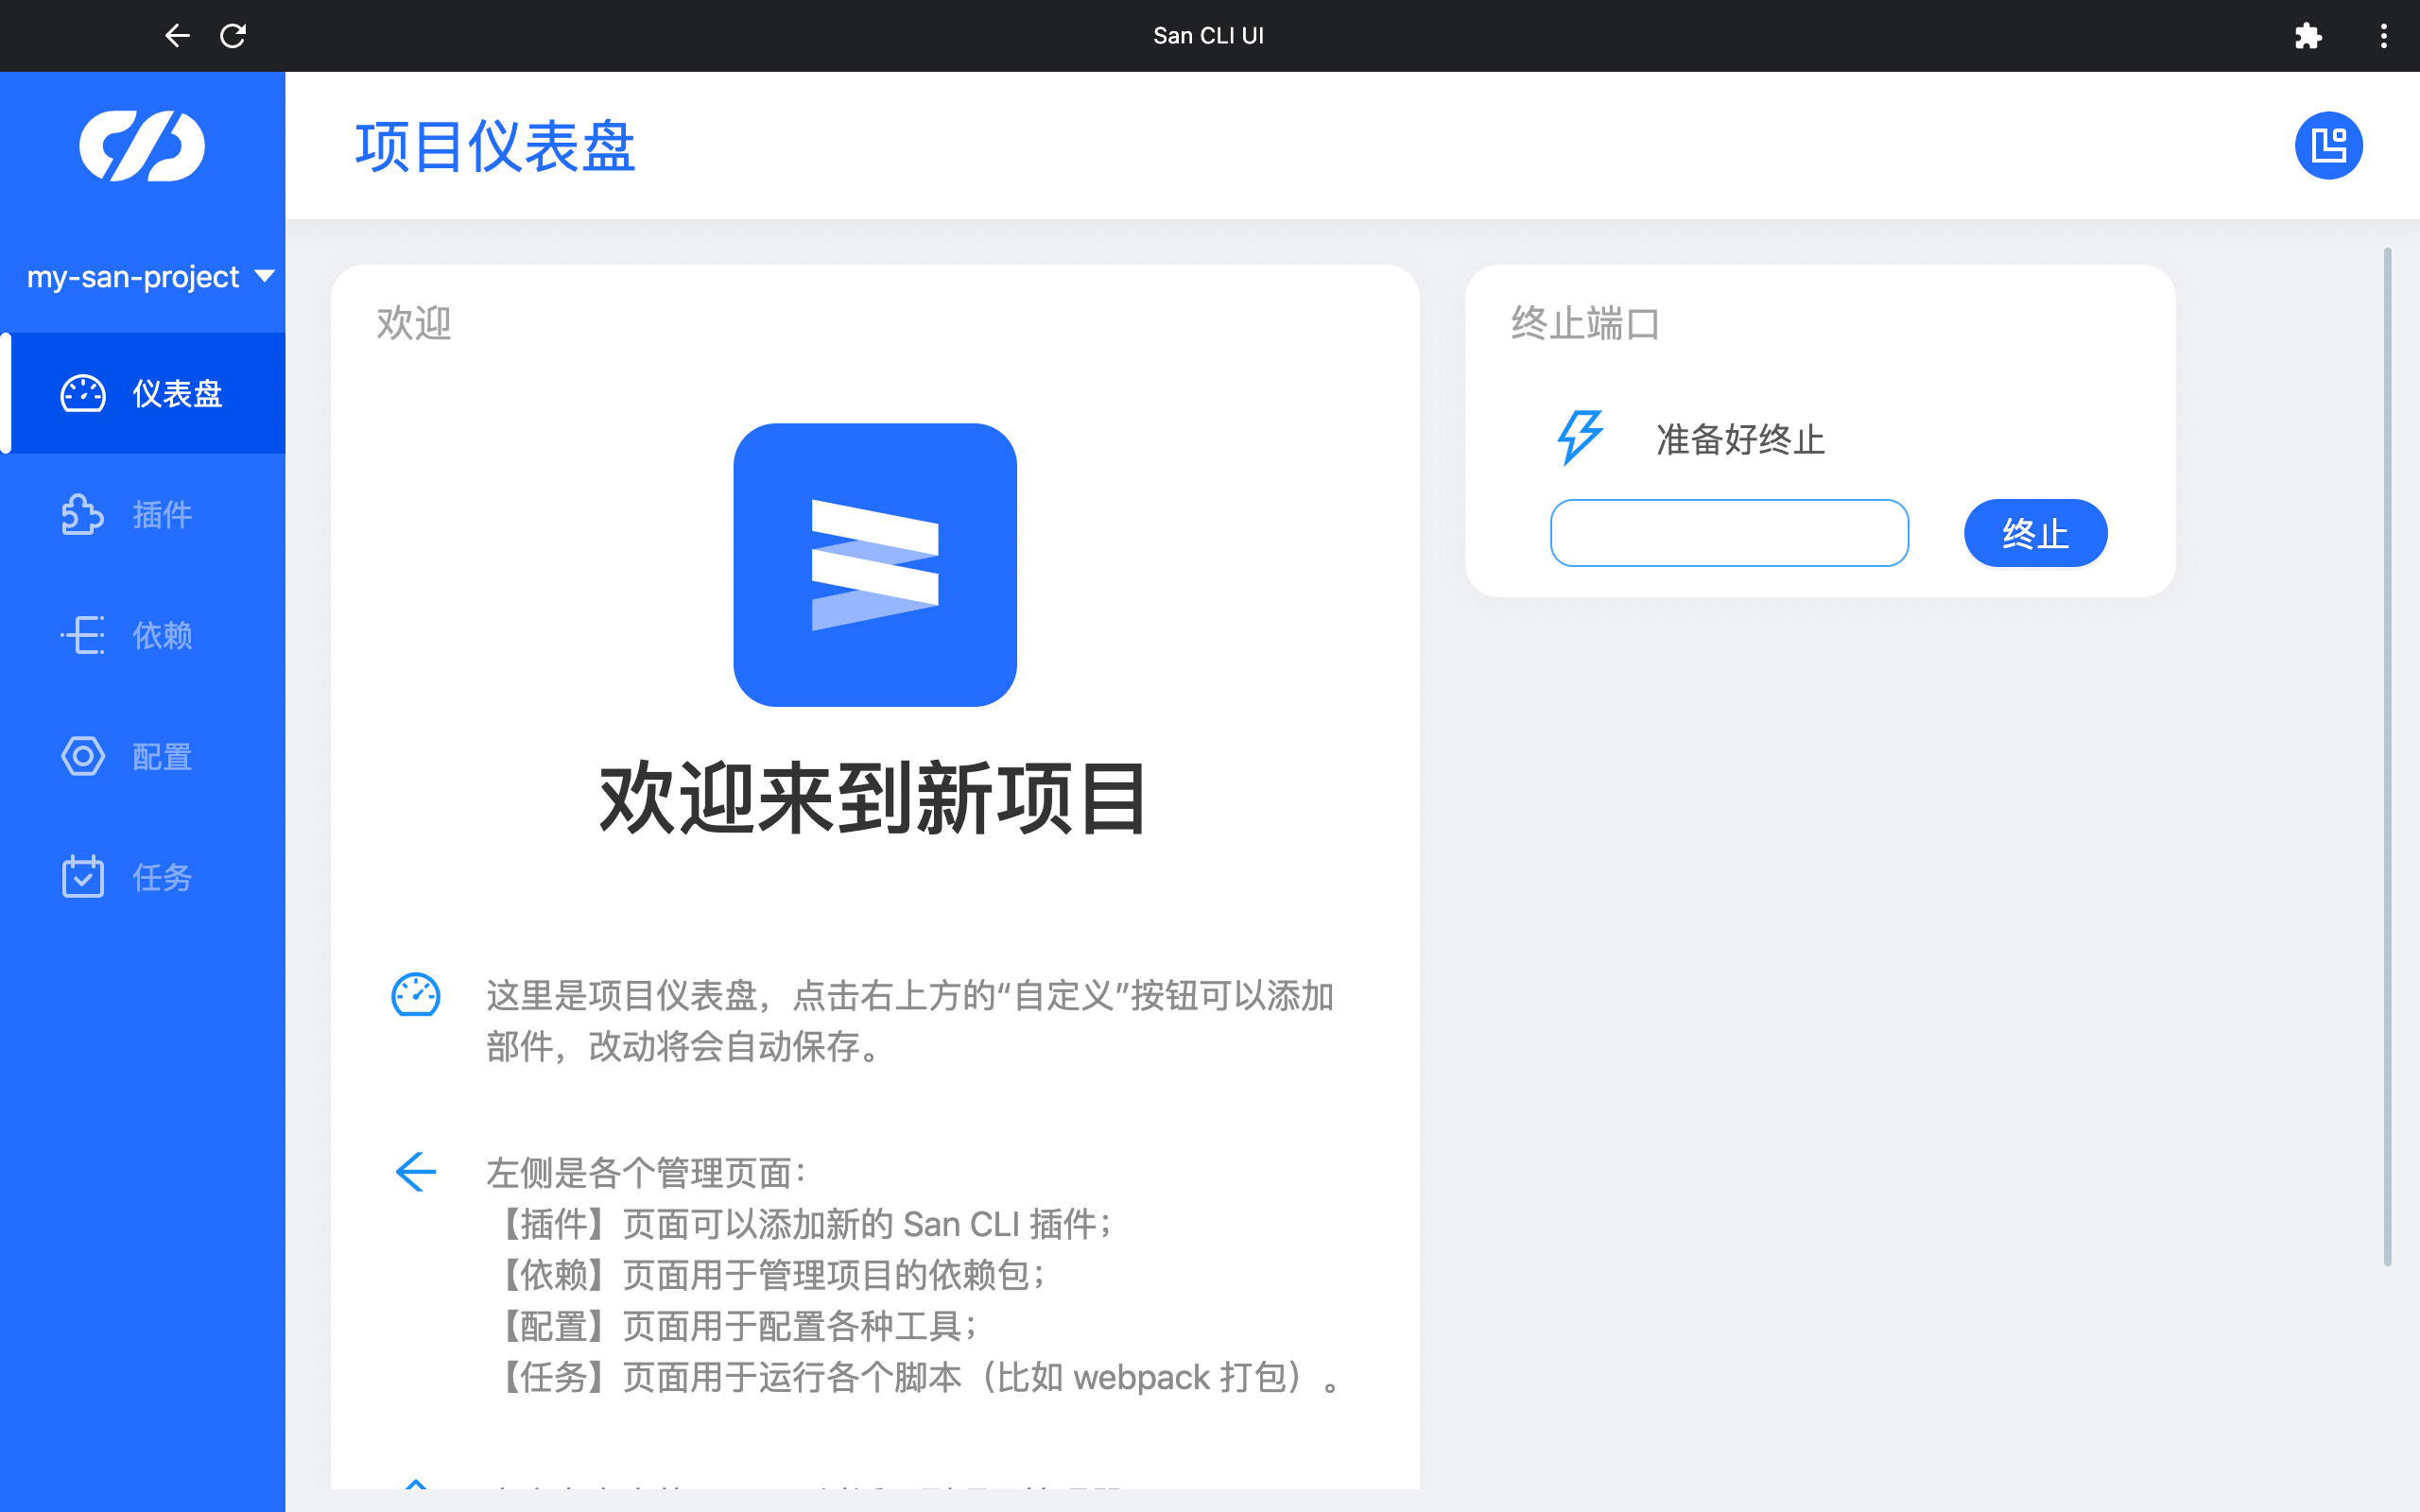 San CLI UI
my-san-project
仪表盘
插件
依赖
配置
任务
项目仪表盘
欢迎
欢迎来到新项目
这里是项目仪表盘，点击右上方的“自定义”按钮可以添加
部件，改动将会自动保存。
左侧是各个管理页面：
【插件】页面可以添加新的 San CLI 插件；
【依赖】页面用于管理项目的依赖包；
【配置】页面用于配置各种工具；
【任务】页面用于运行各个脚本（比如 webpack 打包）。
终止端口
准备好终止
终止